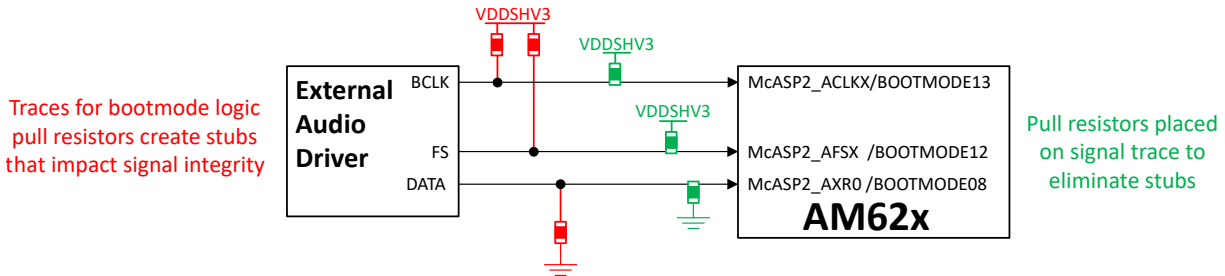 VDDSHV3
VDDSHV3
External
Audio
Driver
BCLK
McASP2_ACLKX/BOOTMODE13
Traces for bootmode logic
pull resistors create stubs
that impact signal integrity
VDDSHV3
FS
McASP2_AFSX /BOOTMODE12
DATA
McASP2_AXR0 /BOOTMODE08
AM62x
Pull resistors placed
on signal trace to
eliminate stubs